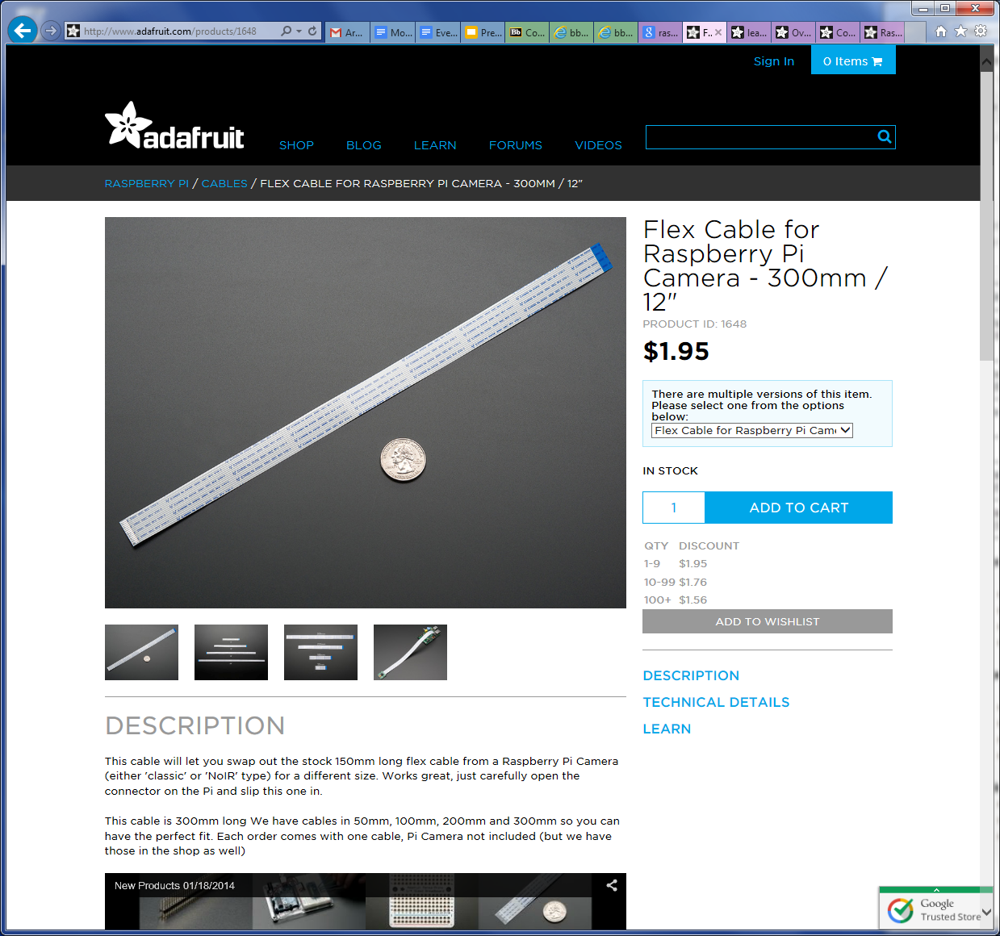 http://www.adafruit.com/products/1648
Ar...
Mo...
Eve...
Pre...
Bb Co...
bb...
bb...
8 ras...
F...
lea...
Ov...
Co...
Ras...
Sign In
0 Items
adafruit
SHOP
BLOG
LEARN
FORUMS
VIDEOS
RASPBERRY PI / CABLES / FLEX CABLE FOR RASPBERRY PI CAMERA - 300MM / 12"
Flex Cable for
Raspberry Pi
Camera - 300mm /
12"
PRODUCT ID: 1648
$1.95
There are multiple versions of this item.
Please select one from the options
below:
Flex Cable for Raspberry Pi Came
IN STOCK
1
ADD TO CART
QTY DISCOUNT
1-9 $1.95
10-99 $1.76
100+ $1.56
ADD TO WISHLIST
DESCRIPTION
TECHNICAL DETAILS
LEARN
DESCRIPTION
This cable will let you swap out the stock 150mm long flex cable from a Raspberry Pi Camera
(either 'classic' or 'NoIR' type) for a different size. Works great, just carefully open the
connector on the Pi and slip this one in.
This cable is 300mm long We have cables in 50mm, 100mm, 200mm and 300mm so you can
have the perfect fit. Each order comes with one cable, Pi Camera not included (but we have
those in the shop as well)
New Products 01/18/2014
Google
Trusted Store